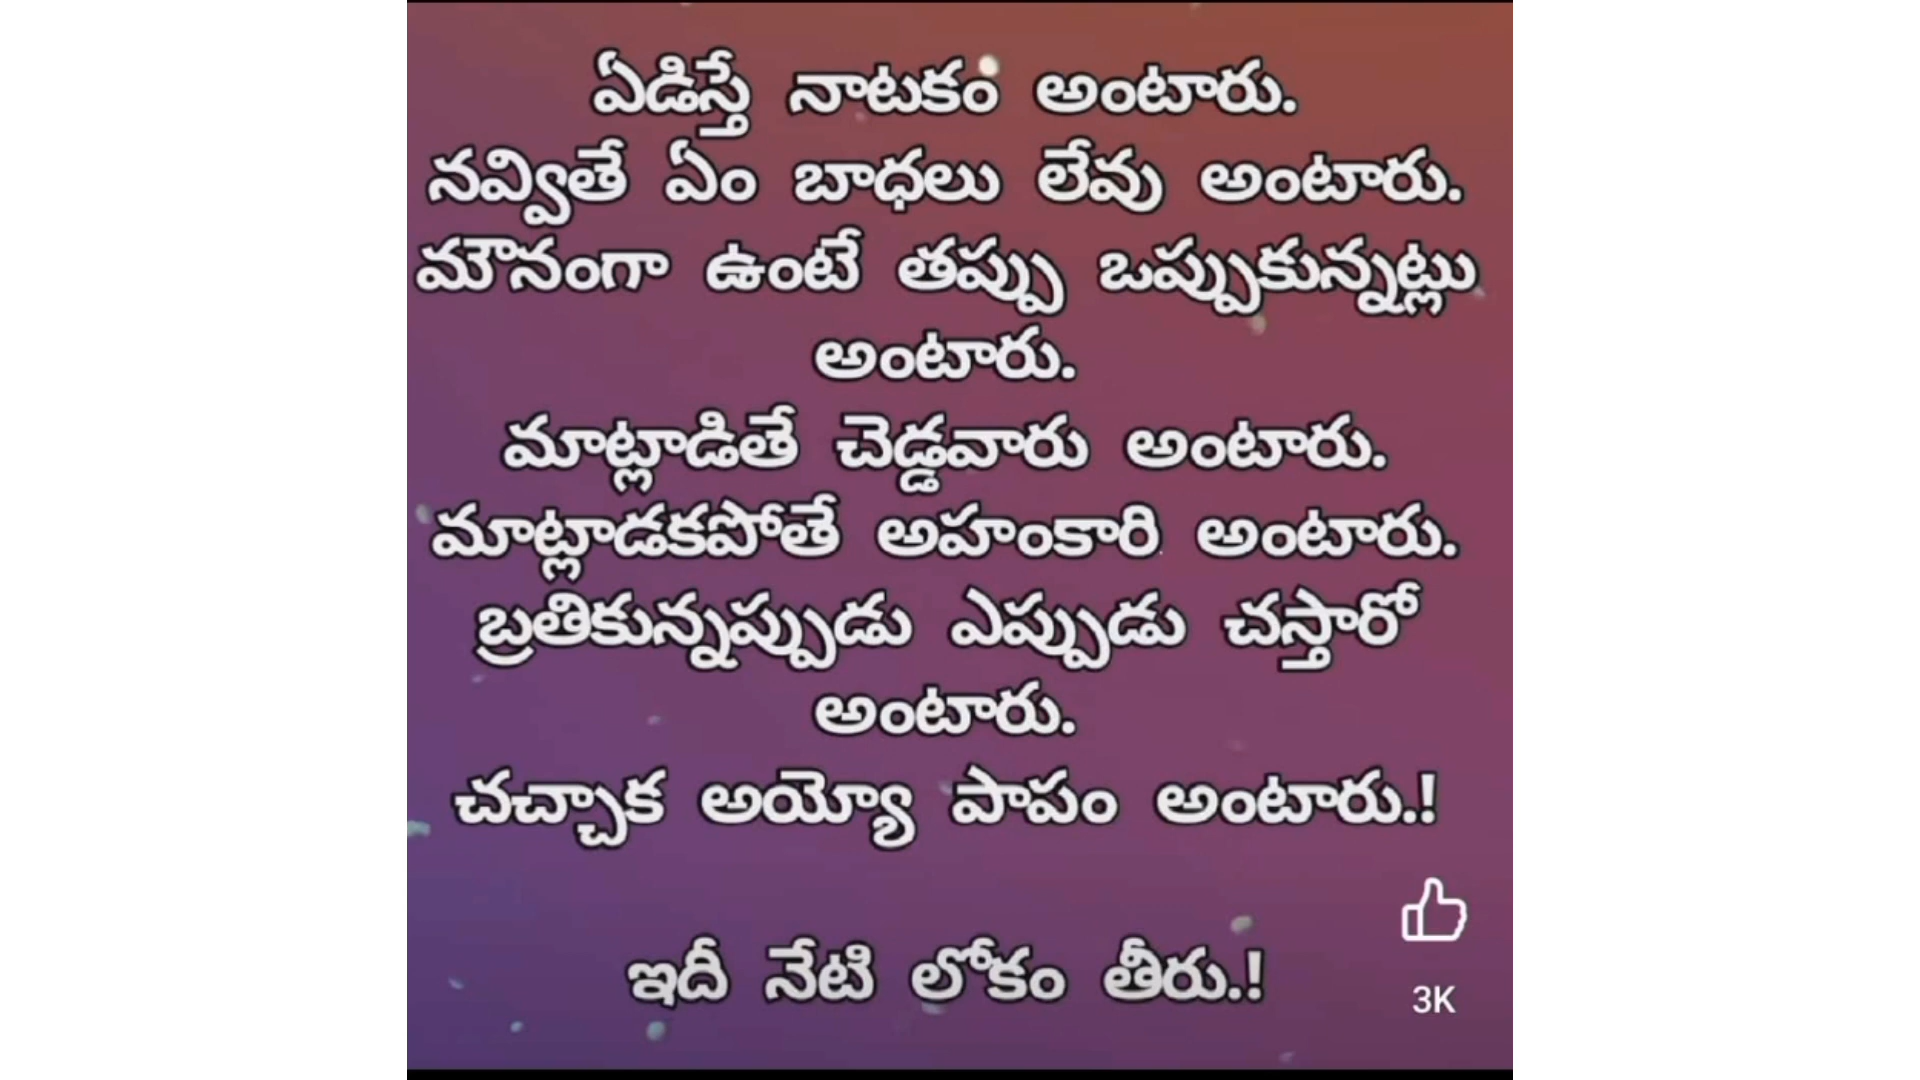 ఏడిస్తే నాటకం అంటారు.
నవ్వితే ఏం బాధలు లేవు అంటారు.
మౌనంగా ఉంటే తప్పు ఒప్పుకున్నట్లు
అంటారు.
మాట్లాడితే చెడ్డవారు అంటారు.
మాట్లాడకపోతే అహంకారి అంటారు.
బ్రతికున్నప్పుడు ఎప్పుడు చస్తారో
అంటారు.
చచ్చాక అయ్యో పాపం అంటారు.!
ఇదీ నేటి లోకం తీరు.!
3K